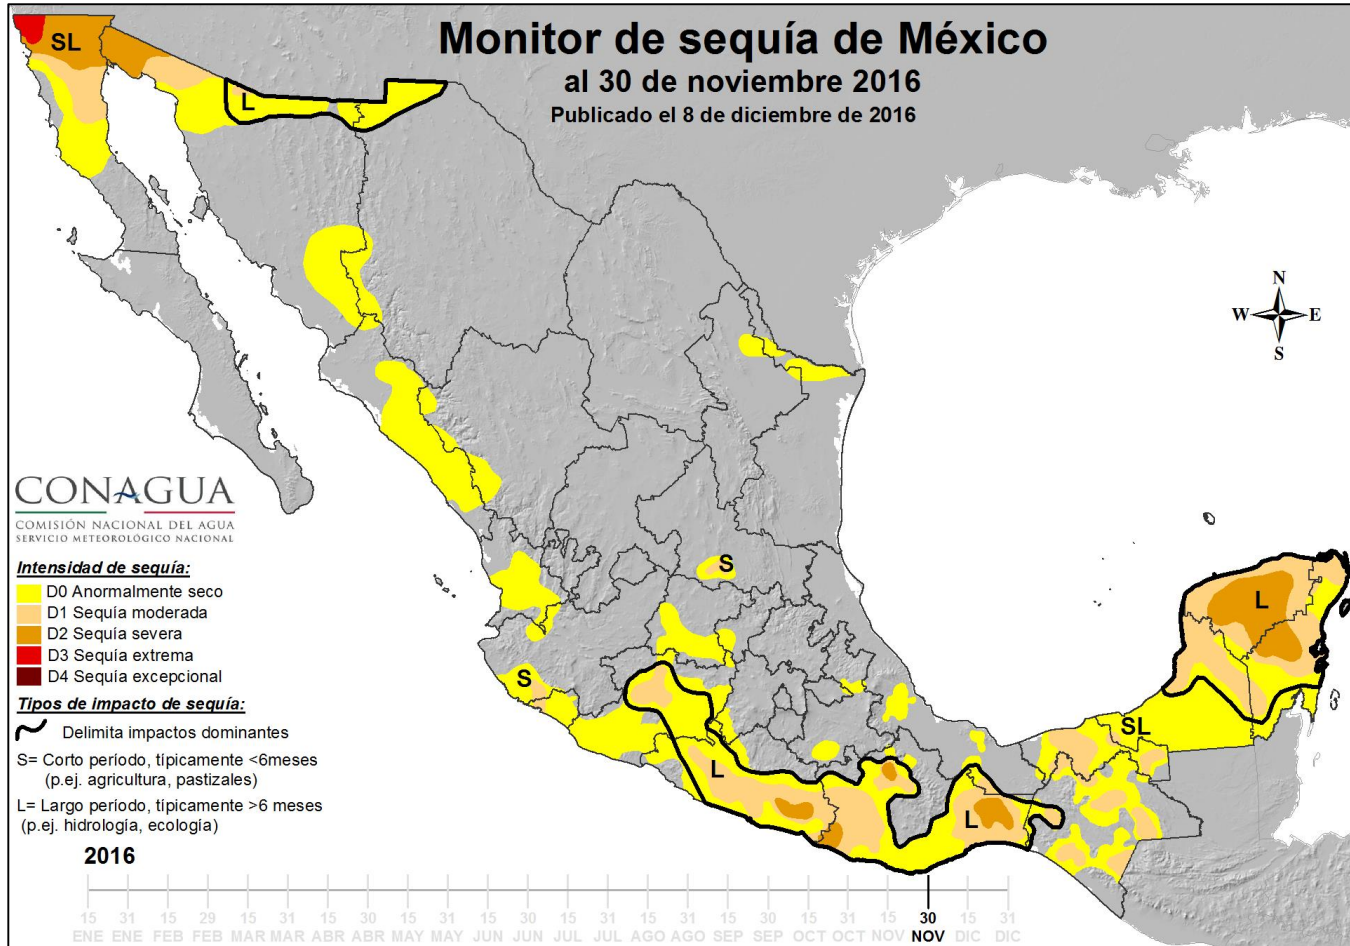 Monitor de sequía de México
al 30 de noviembre 2016
Publicado el 8 de diciembre de 2016
SL
L
N
W E
S
S
L
S
SL
L
L
CONAGUA
COMISIÓN NACIONAL DEL AGUA
SERVICIO METEOROLÓGICO NACIONAL
Intensidad de sequía:
D0 Anormalmente seco
D1 Sequía moderada
D2 Sequía severa
D3 Sequía extrema
D4 Sequía excepcional
Tipos de impacto de sequía:
Delimita impactos dominantes
S= Corto período, típicamente <6meses
(p.ej. agricultura, pastizales)
L= Largo período, típicamente >6 meses
(p.ej. hidrología, ecología)
2016
15 31 15 29 15 31 15 30 15 31 15 30 15 31 15 31 15 30 15 31 15 30 15 31
ENE ENE FEB FEB MAR MAR ABR ABR MAY MAY JUN JUN JUL JUL AGO AGO SEP SEP OCT OCT NOV NOV DIC DIC